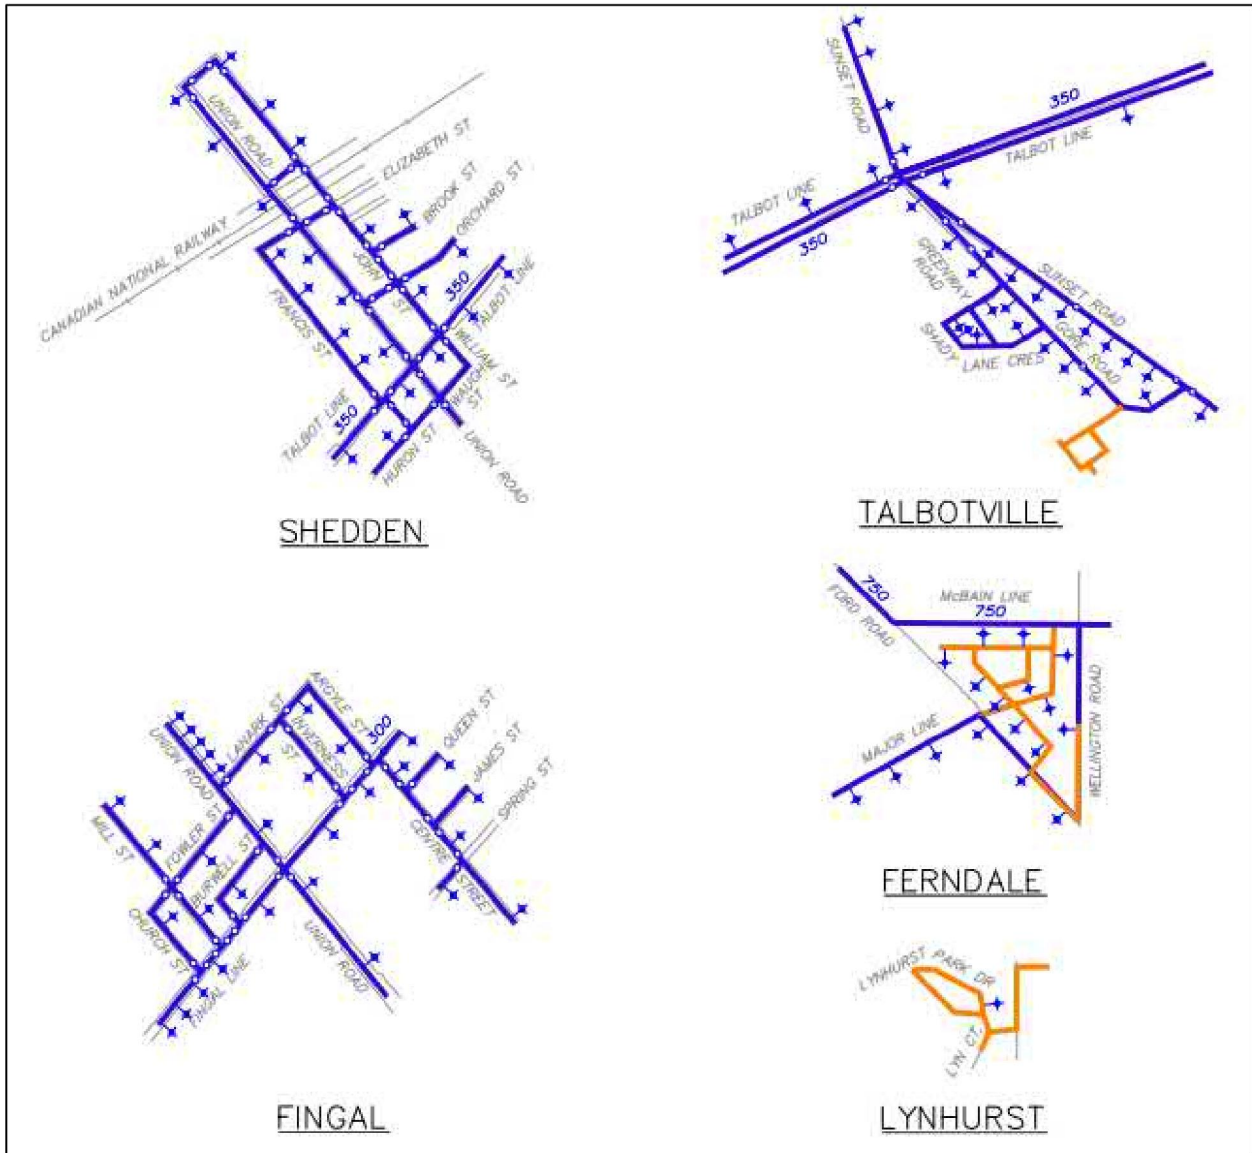 UNION ROAD
CANADIAN NATIONAL RAILWAY
ELIZABETH ST
BROOK ST
ORCHARD ST
JOHN ST
FRANCIS ST
350
TALBOT LINE
WILLIAM ST
WAUGH ST
TALBOT LINE
350
HURON ST
UNION ROAD
SHEDDEN
SUNSET ROAD
350
TALBOT LINE
TALBOT LINE
350
GREENWAY ROAD
SUNSET ROAD
GORE ROAD
SHADY LANE CRES
TALBOTVILLE
ARGYLE ST
LANARK ST
INVERNESS ST
300
QUEEN ST
JAMES ST
SPRING ST
UNION ROAD
MILL ST
FOWLER ST
BURWELL ST
CENTRE STREET
CHURCH ST
FINGAL LINE
UNION ROAD
FINGAL
750
FORD ROAD
McBAIN LINE
750
WELLINGTON ROAD
MAJOR LINE
FERNDALE
LYNHURST PARK DR
LYN CT.
LYNHURST